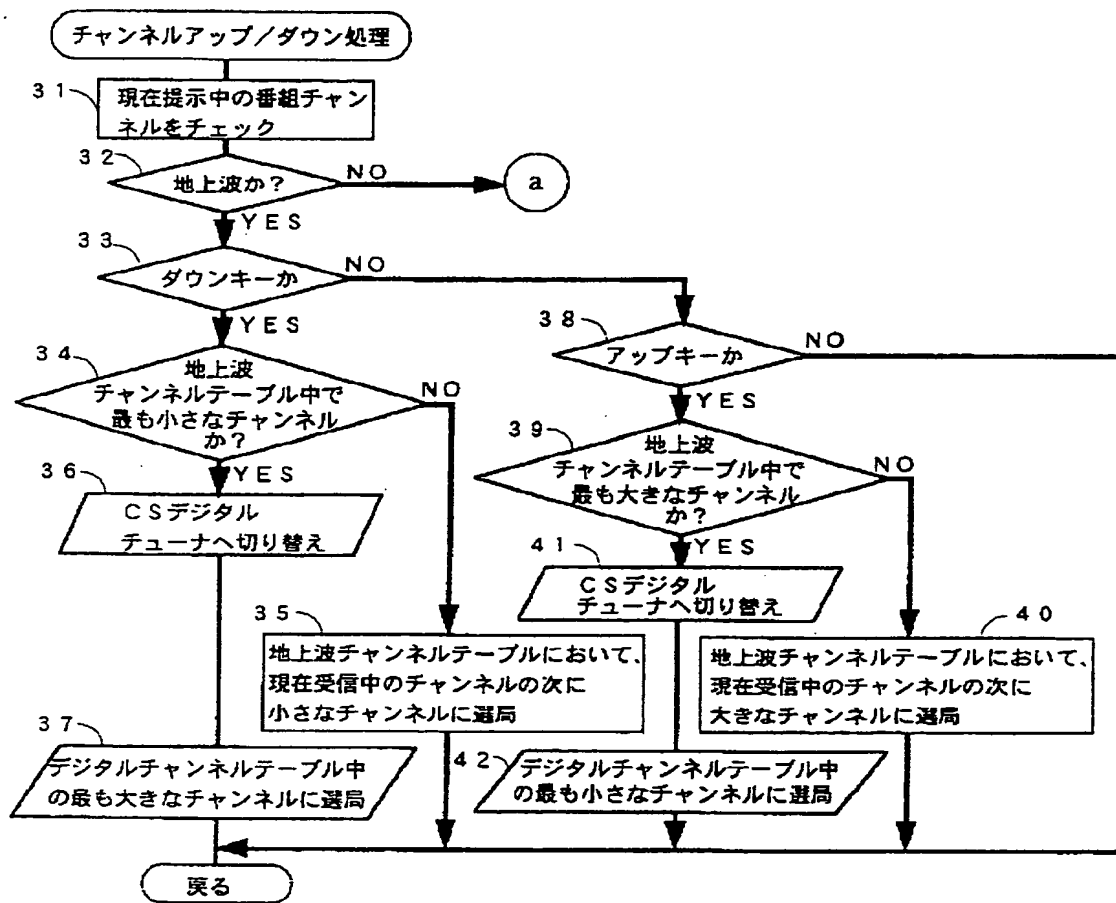 チャンネルアップ/ダウン処理
31
現在提示中の番組チャン
ネルをチェック
32
地上波か?
NO
a
YES
33
ダウンキーか
NO
YES
34
地上波
チャンネルテーブル中で
最も小さなチャンネル
か?
NO
YES
38
アップキーか
NO
YES
39
地上波
チャンネルテーブル中で
最も大きなチャンネル
か?
NO
YES
36
CSデジタル
チューナへ切り替え
41
CSデジタル
チューナへ切り替え
35
地上波チャンネルテーブルにおいて、
現在受信中のチャンネルの次に
小さなチャンネルに選局
40
地上波チャンネルテーブルにおいて、
現在受信中のチャンネルの次に
大きなチャンネルに選局
37
デジタルチャンネルテーブル中
の最も大きなチャンネルに選局
42
デジタルチャンネルテーブル中
の最も小さなチャンネルに選局
戻る